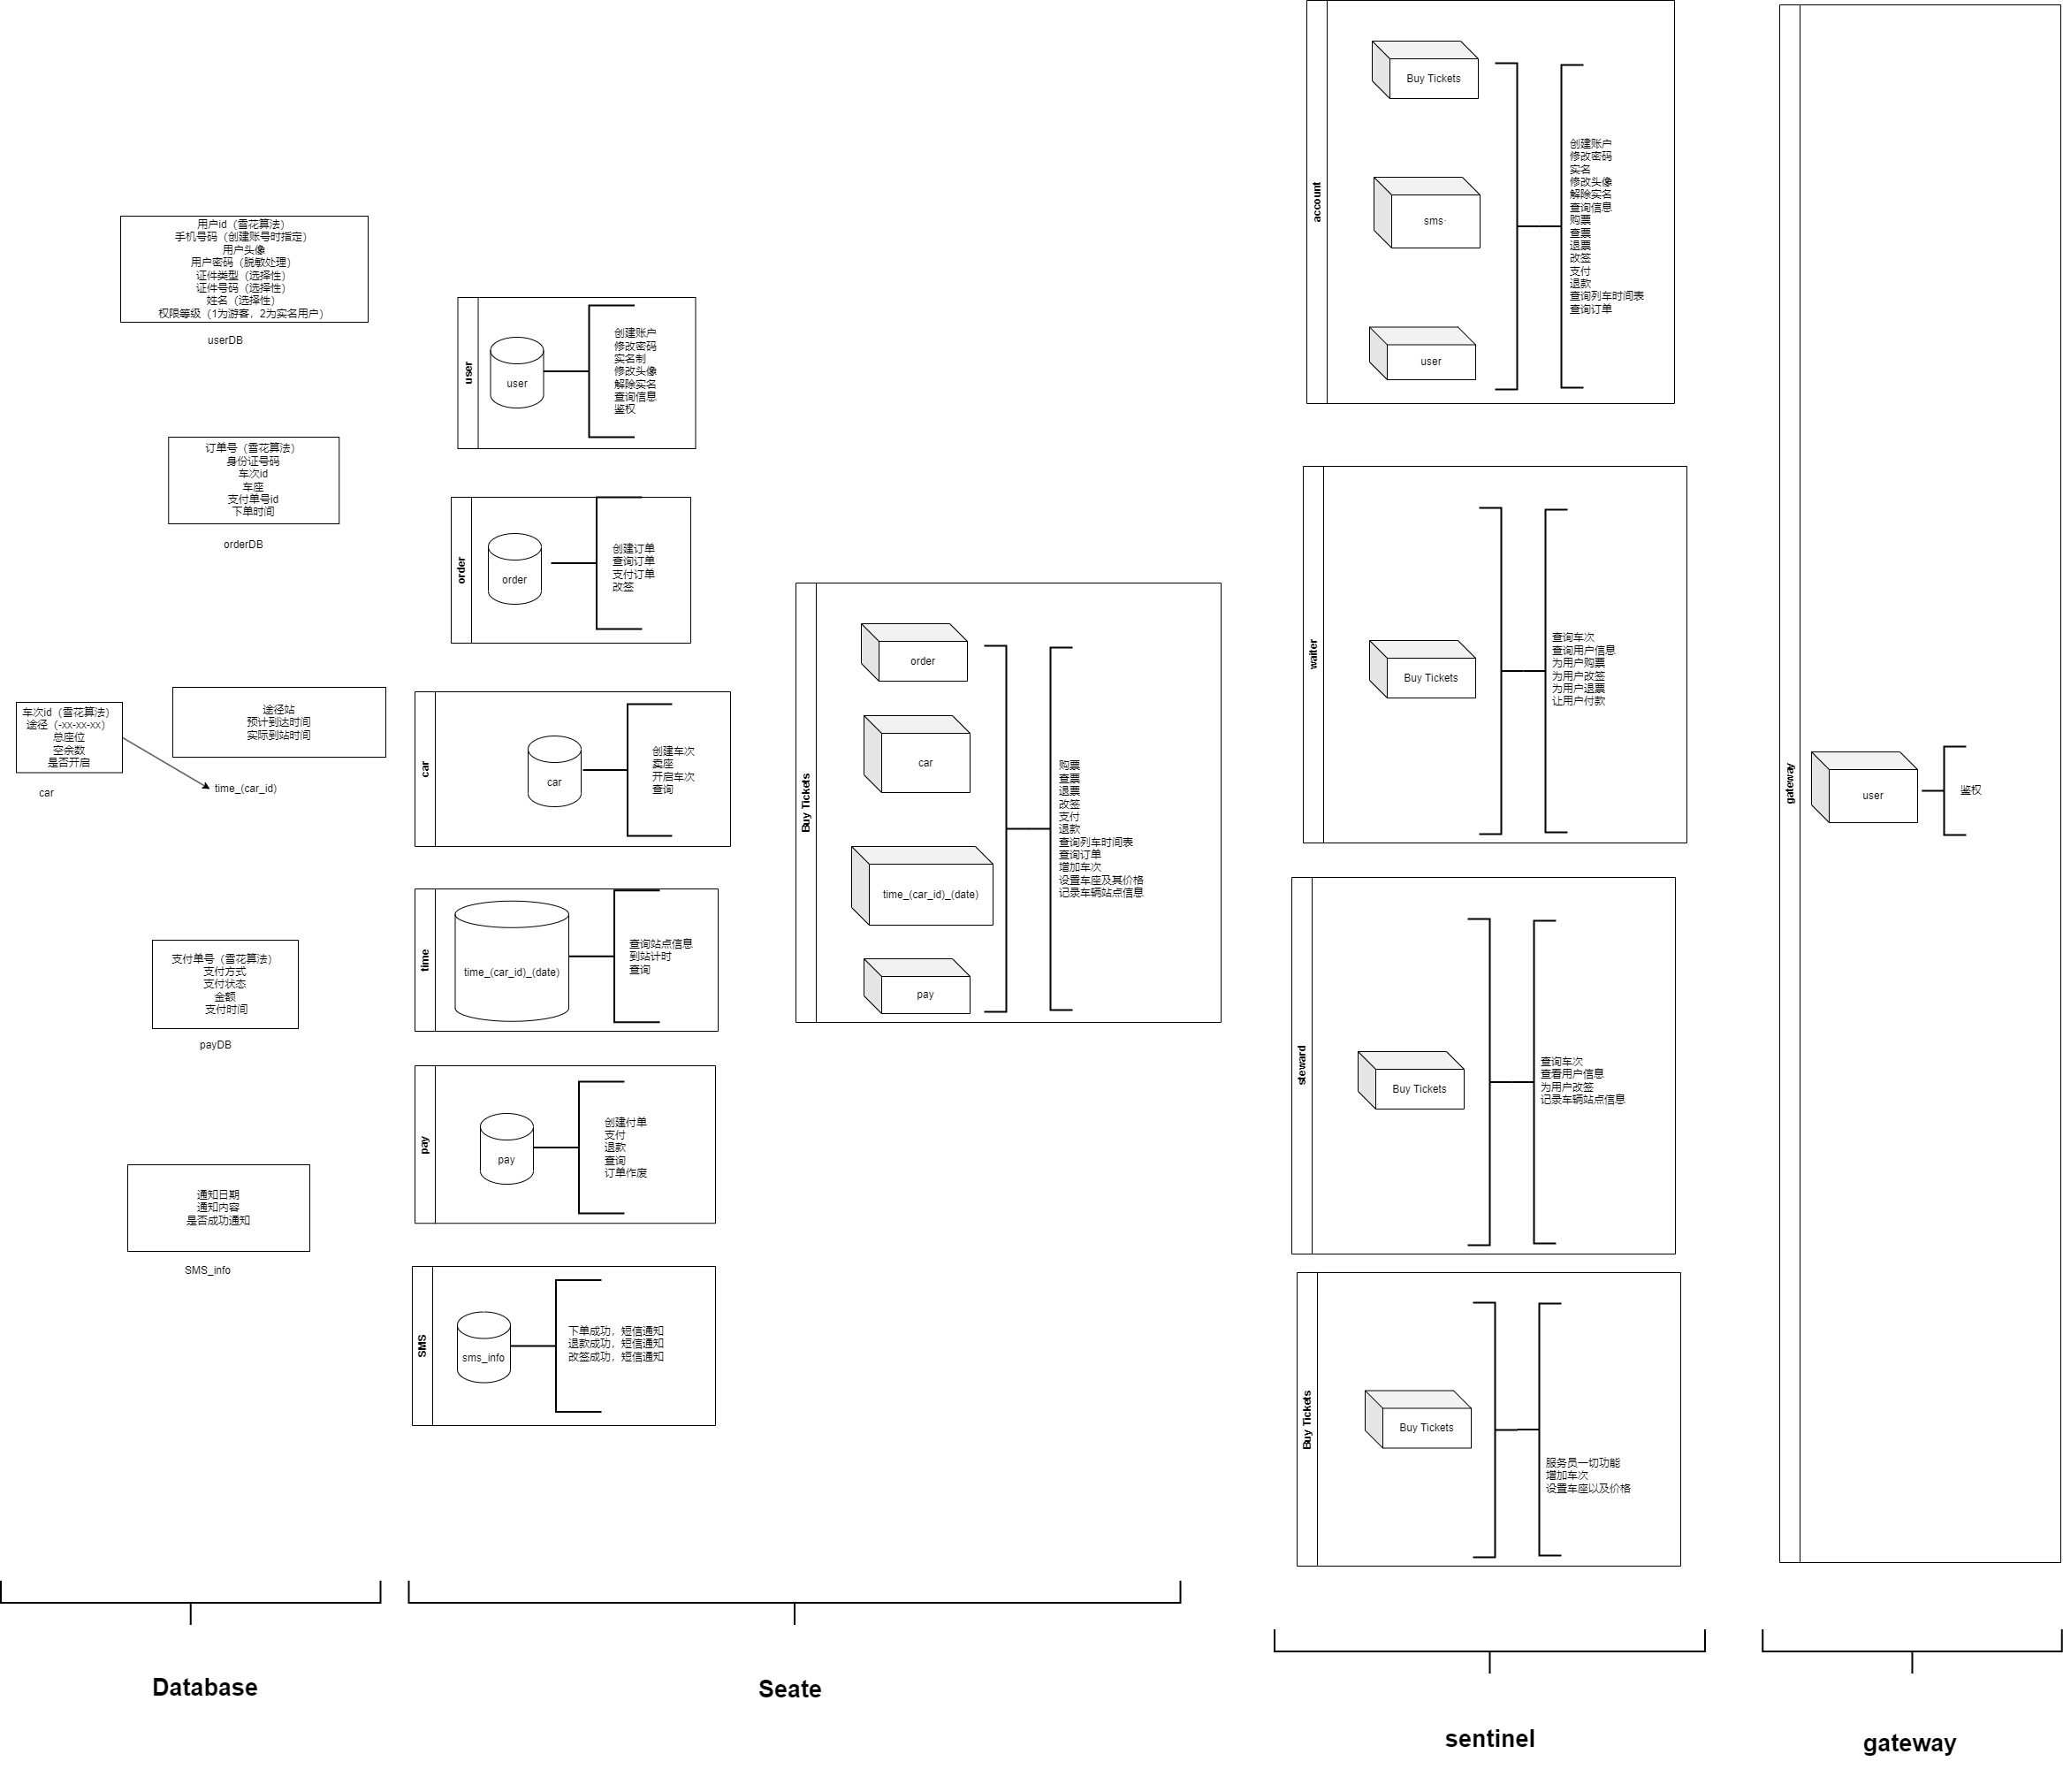 用户id（雪花算法）
手机号码（创建账号时指定）
用户头像
用户密码（脱敏处理）
证件类型（选择性）
证件号码（选择性）
姓名（选择性）
权限等级（1为游客，2为实名用户）
userDB
订单号（雪花算法）
身份证号码
车次id
车座
支付单号id
下单时间
orderDB
车次id（雪花算法）
途径（-xx-xx-xx）
总座位
空余数
是否开启
car
途径站
预计到达时间
实际到站时间
time_(car_id)
支付单号（雪花算法）
支付方式
支付状态
金额
支付时间
payDB
通知日期
通知内容
是否成功通知
SMS_info
Database
user
user
创建账户
修改密码
实名制
修改头像
解除实名
查询信息
鉴权
order
order
创建订单
查询订单
支付订单
改签
car
car
创建车次
卖座
开启车次
查询
time
time_(car_id)_(date)
查询站点信息
到站计时
查询
pay
pay
创建付单
支付
退款
查询
订单作废
SMS
sms_info
下单成功，短信通知
退款成功，短信通知
改签成功，短信通知
Buy Tickets
order
car
time_(car_id)_(date)
pay
购票
查票
退票
改签
支付
退款
查询列车时间表
查询订单
增加车次
设置车座及其价格
记录车辆站点信息
Seate
account
Buy Tickets
sms·
user
创建账户
修改密码
实名
修改头像
解除实名
查询信息
购票
查票
退票
改签
支付
退款
查询列车时间表
查询订单
waiter
Buy Tickets
查询车次
查询用户信息
为用户购票
为用户改签
为用户退票
让用户付款
steward
Buy Tickets
查询车次
查看用户信息
为用户改签
记录车辆站点信息
Buy Tickets
Buy Tickets
服务员一切功能
增加车次
设置车座以及价格
sentinel
gateway
user
鉴权
gateway